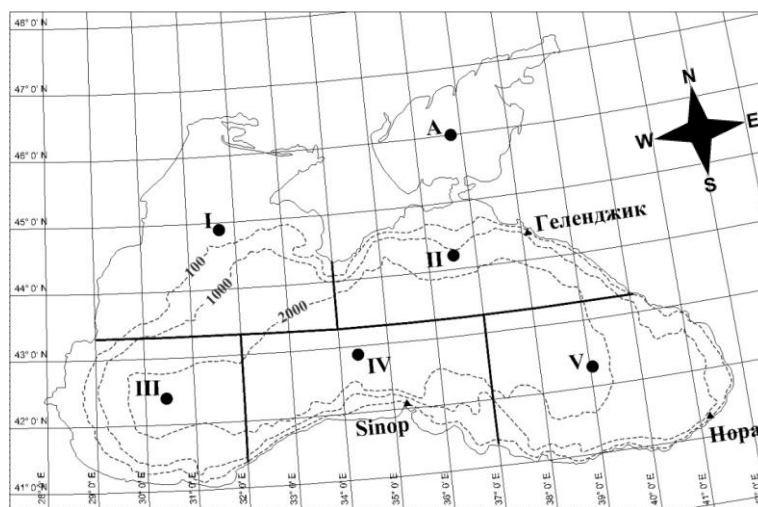 48° 0' N
47° 0' N
46° 0' N
45° 0' N
44° 0' N
43° 0' N
42° 0' N
41° 0' N
N
W
E
S
A
I
Геленджик
II
100
1000
2000
III
IV
V
Sinop
Hopa
28° 0' E
29° 0' E
30° 0' E
31° 0' E
32° 0' E
33° 0' E
34° 0' E
35° 0' E
36° 0' E
37° 0' E
38° 0' E
39° 0' E
40° 0' E
41° 0' E